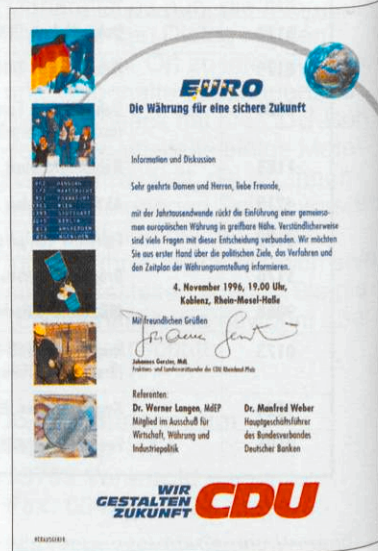 EURO
Die Währung für eine sichere Zukunft
Information und Diskussion
Sehr geehrte Damen und Herren, liebe Freunde,
mit der Jahrtausendwende rückt die Einführung einer gemeinsa-
men europäischen Währung in greifbare Nähe. Verständlicherweise
sind viele Fragen mit dieser Entscheidung verbunden. Wir möchten
Sie aus erster Hand über die politischen Ziele, das Verfahren und
den Zeitplan der Währungsumstellung informieren.
4. November 1996, 19.00 Uhr,
Koblenz, Rhein-Mosel-Halle
Mit freundlichen Grüßen
Johannes Gerster
Johannes Gerster, MdL
Fraktions- und Landesvorsitzender der CDU Rheinland-Pfalz
Referenten:
Dr. Werner Langen, MdEP
Mitglied im Ausschuß für
Wirtschaft, Währung und
Industriepolitik
Dr. Manfred Weber
Hauptgeschäftsführer
des Bundesverbandes
Deutscher Banken
WIR
GESTALTEN
ZUKUNFT
CDU
HERAUSGEBER
HAMBURG
FRANKFURT
WIEN
STUTTGART
BERLIN